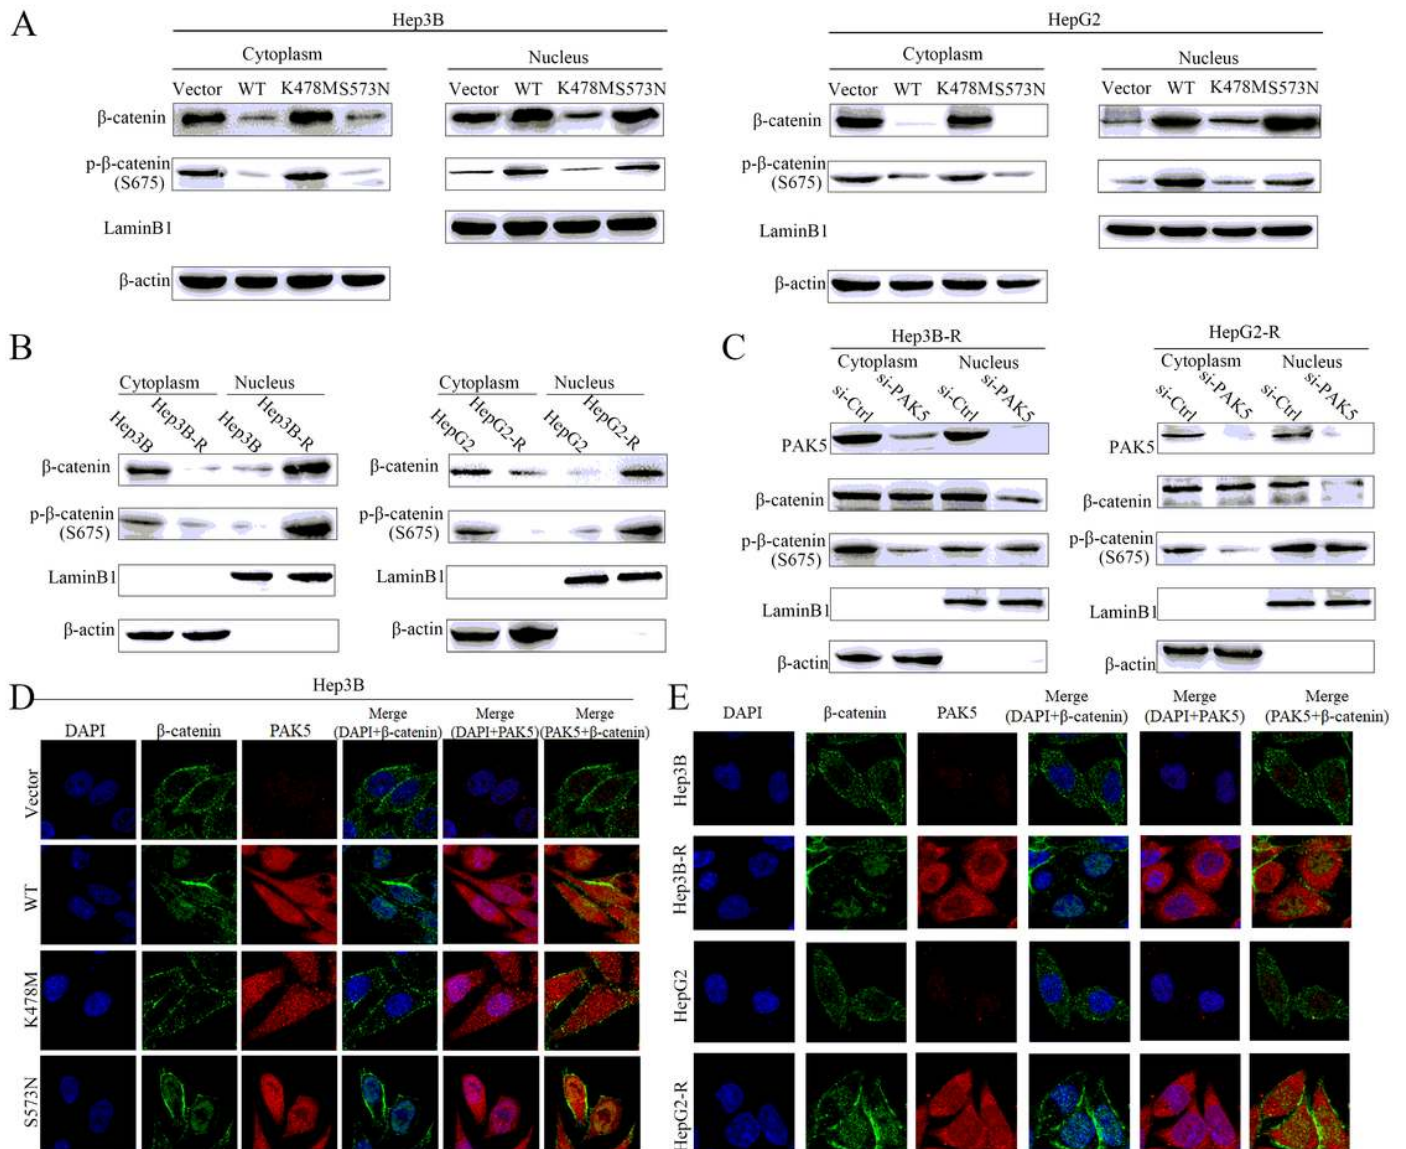 A
Hep3B
Cytoplasm
Nucleus
Vector WT K478M S573N
Vector WT K478M S573N
β-catenin
p-β-catenin
(S675)
LaminB1
β-actin
HepG2
Cytoplasm
Nucleus
Vector WT K478M S573N
Vector WT K478M S573N
β-catenin
p-β-catenin
(S675)
LaminB1
β-actin
B
Cytoplasm Nucleus
Hep3B Hep3B-R Hep3B Hep3B-R
β-catenin
p-β-catenin
(S675)
LaminB1
β-actin
Cytoplasm Nucleus
HepG2 HepG2-R HepG2 HepG2-R
β-catenin
p-β-catenin
(S675)
LaminB1
β-actin
C
Hep3B-R
Cytoplasm Nucleus
si-Ctrl si-PAK5 si-Ctrl si-PAK5
PAK5
β-catenin
p-β-catenin
(S675)
LaminB1
β-actin
HepG2-R
Cytoplasm Nucleus
si-Ctrl si-PAK5 si-Ctrl si-PAK5
PAK5
β-catenin
p-β-catenin
(S675)
LaminB1
β-actin
D
Hep3B
DAPI β-catenin PAK5 Merge Merge Merge
(DAPI+β-catenin) (DAPI+PAK5) (PAK5+β-catenin)
Vector
WT
K478M
S573N
E
DAPI β-catenin PAK5 Merge Merge Merge
(DAPI+β-catenin) (DAPI+PAK5) (PAK5+β-catenin)
Hep3B
Hep3B-R
HepG2
HepG2-R